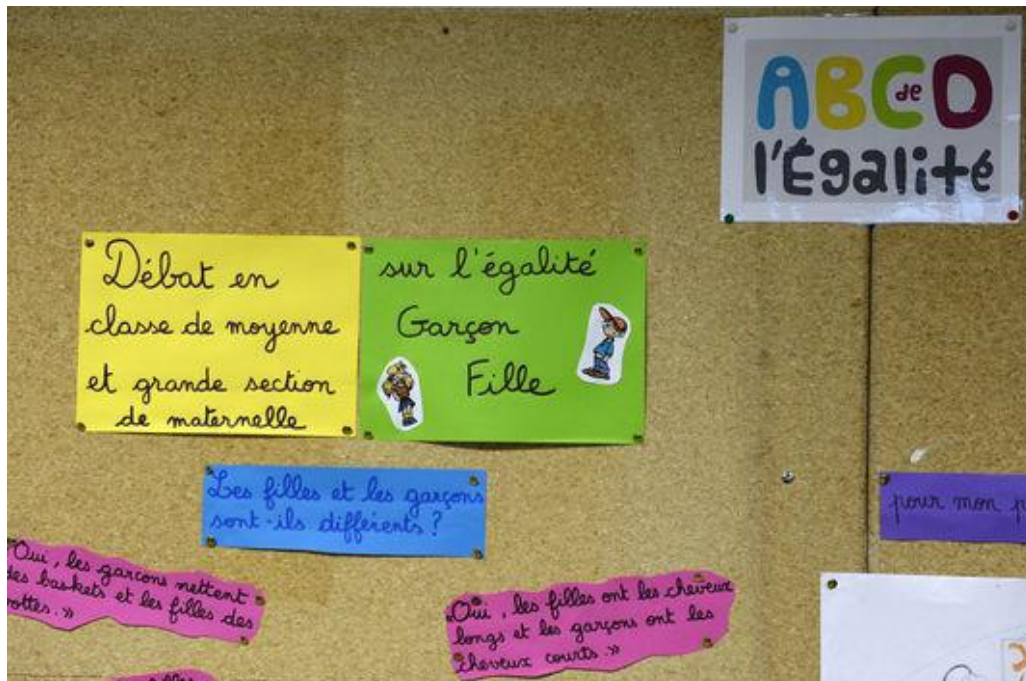 ABC de D
l'Égalité
Débat en
classe de moyenne
et grande section
de maternelle
sur l'égalité
Garçon
Fille
Les filles et les garçons
sont-ils différents ?
pour mon
Oui, les garçons mettent
des baskets et les filles des
ottes. »
Oui, les filles ont les cheveux
longs et les garçons ont les
cheveux courts. »